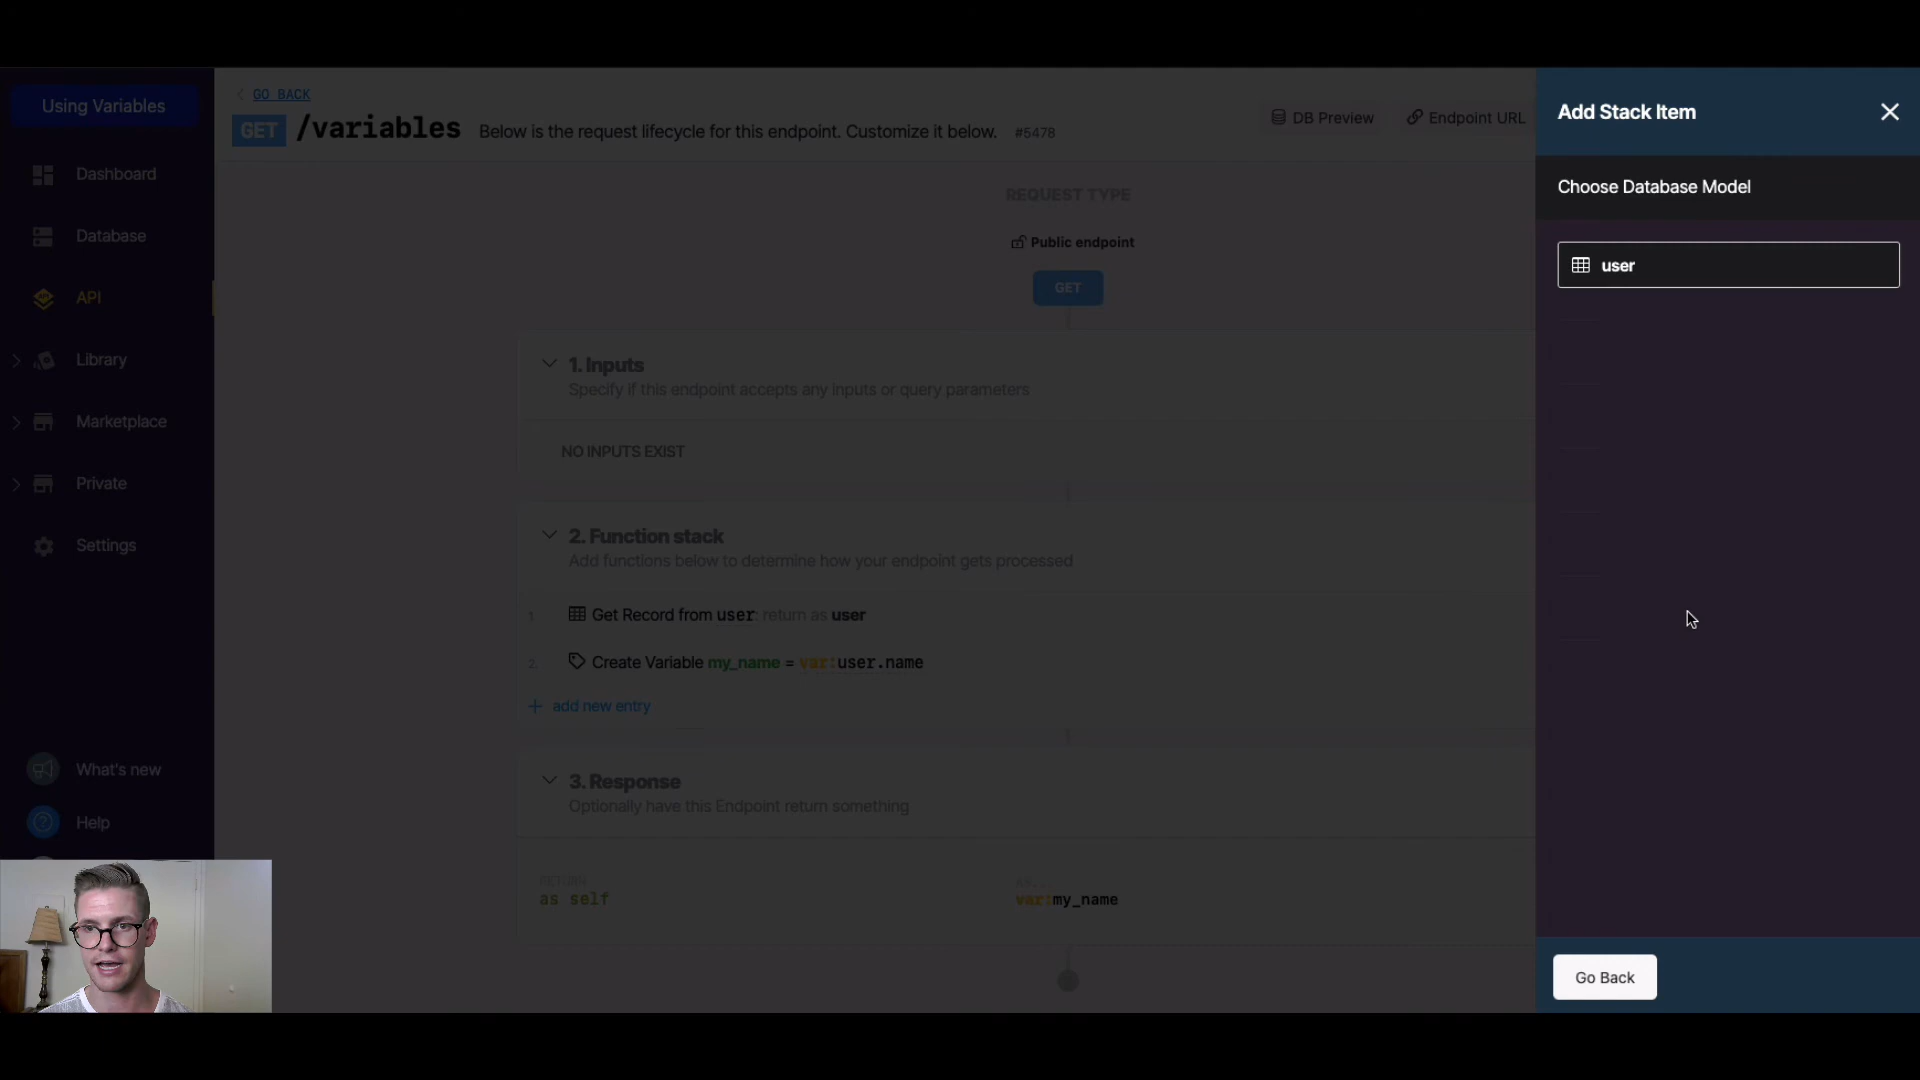 Using Variables
Dashboard
Database
API
Library
Marketplace
Private
Settings
What's new
Help
GO BACK
GET /variables Below is the request lifecycle for this endpoint. Customize it below. #5478
DB Preview
Endpoint URL
REQUEST TYPE
Public endpoint
GET
1. Inputs
Specify if this endpoint accepts any inputs or query parameters
NO INPUTS EXIST
2. Function stack
Add functions below to determine how your endpoint gets processed
1. Get Record from user: return as user
2. Create Variable my_name = var:user.name
+ add new entry
3. Response
Optionally have this Endpoint return something
RETURN
as self
AS...
var:my_name
Add Stack Item
Choose Database Model
user
Go Back